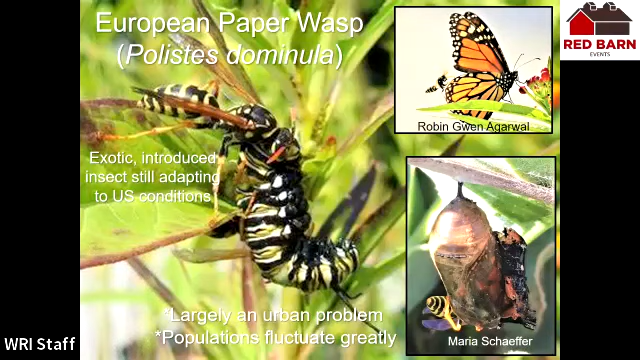 European Paper Wasp
(Polistes dominula)
Exotic, introduced
insect still adapting
to US conditions
*Largely an urban problem
*Populations fluctuate greatly
Robin Gwen Agarwal
Maria Schaeffer
RED BARN
EVENTS
WRI Staff